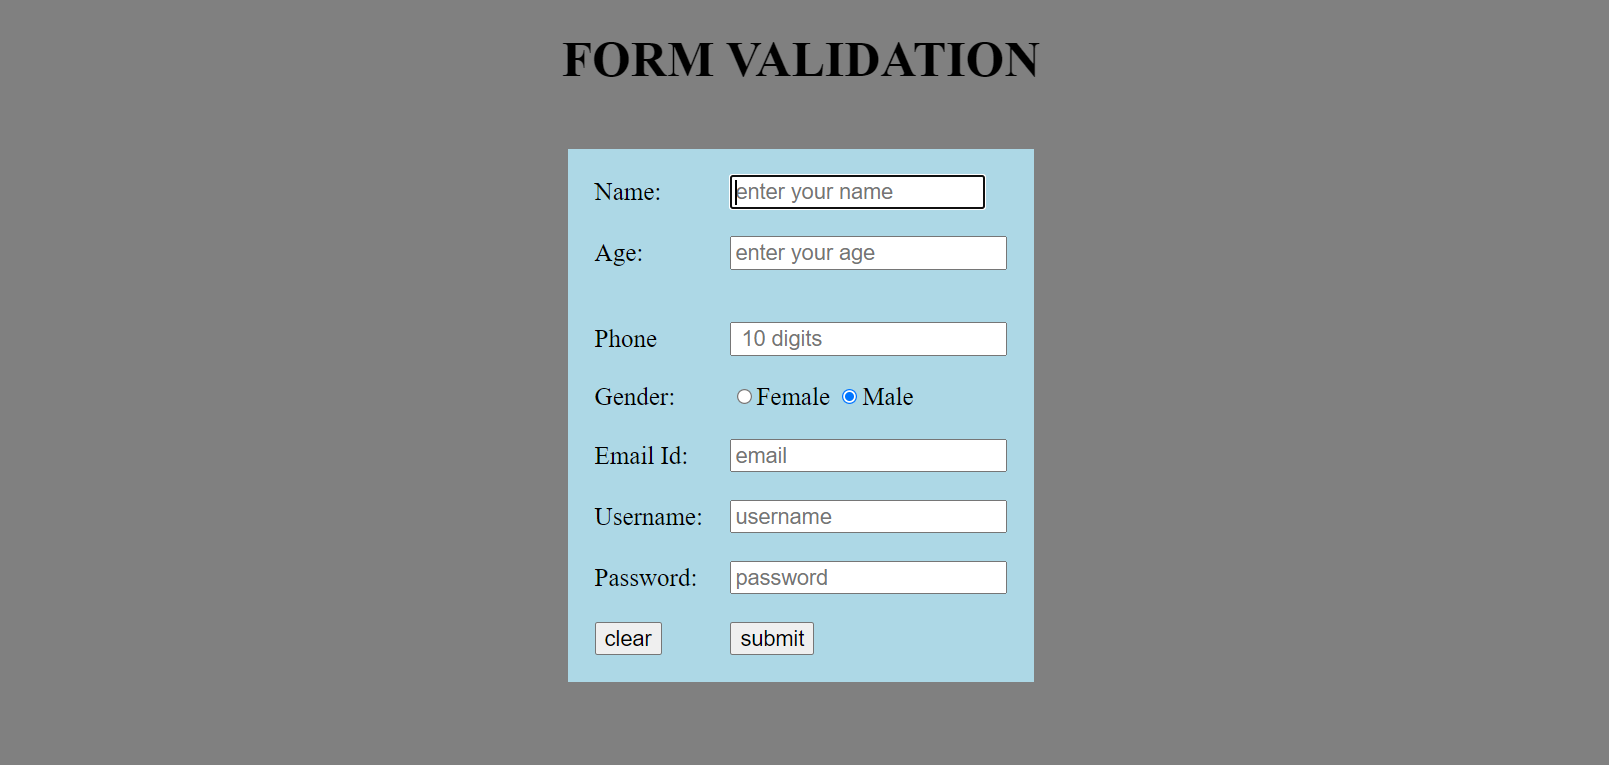 FORM VALIDATION
Name: enter your name
Age: enter your age
Phone 10 digits
Gender: Female Male
Email Id: email
Username: username
Password: password
clear submit